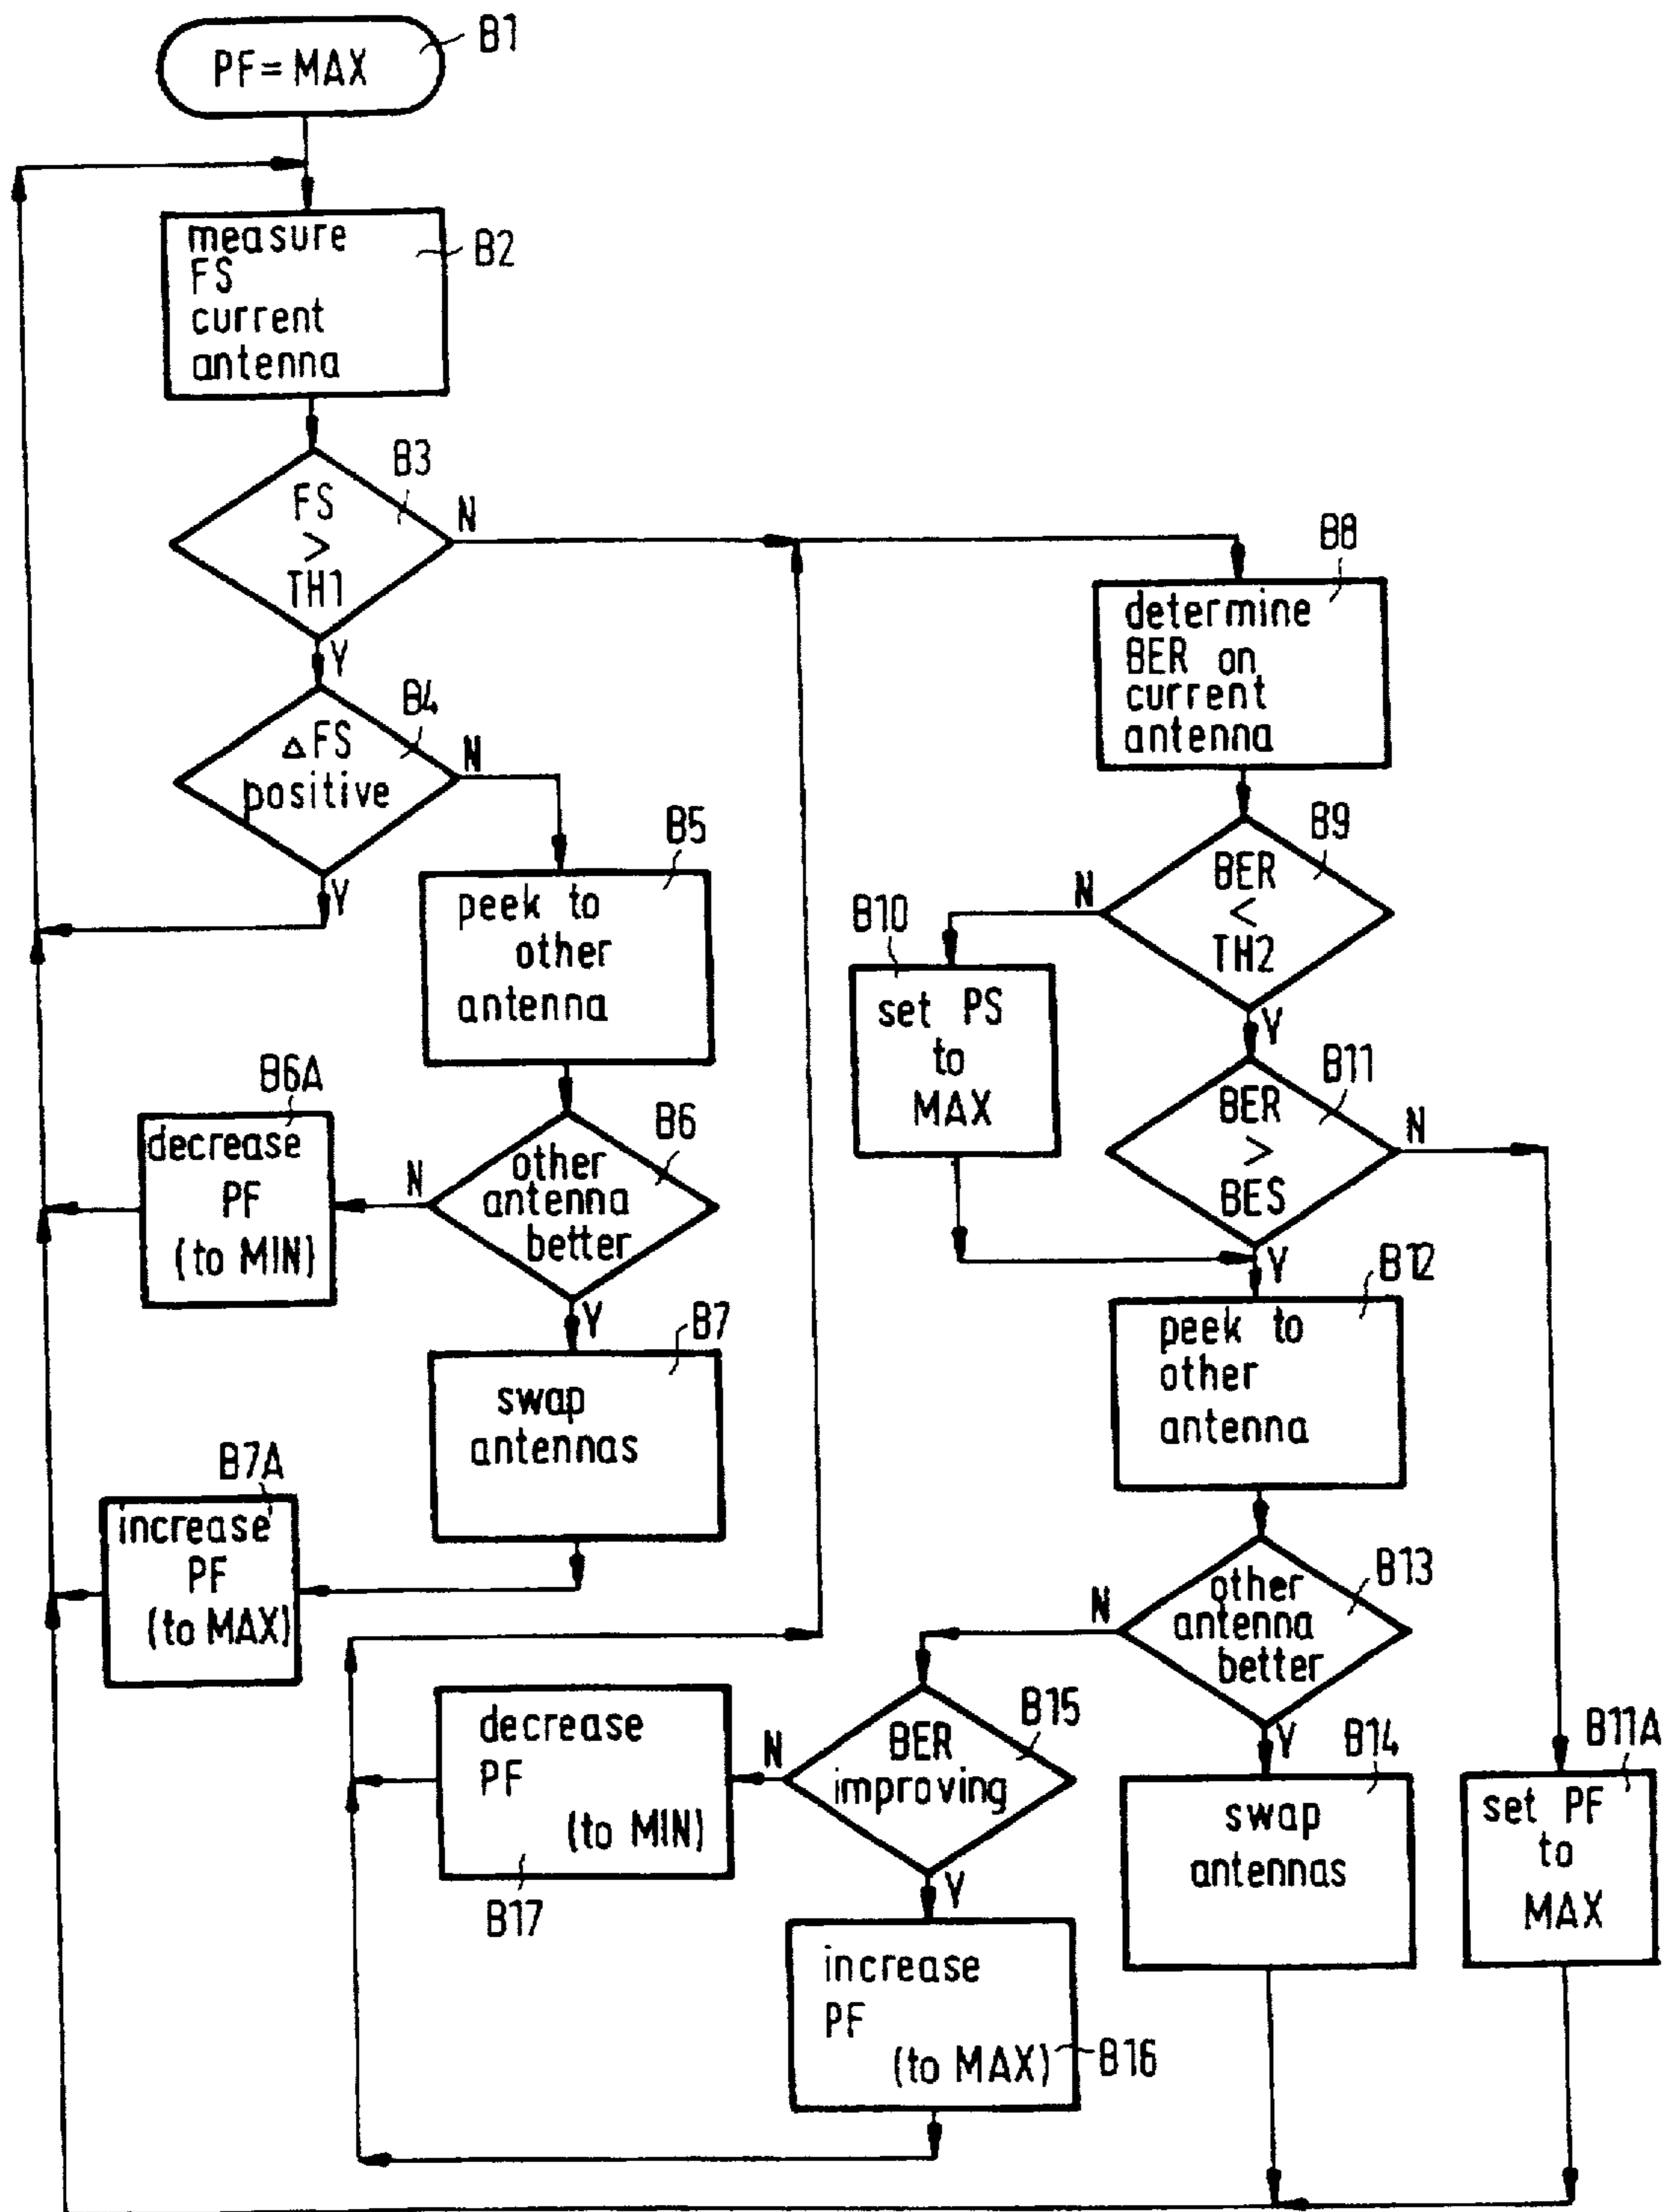 PF = MAX
B1
measure
FS
current
antenna
B2
FS
>
TH1
B3
N
Y
Δ FS
positive
B4
N
Y
peek to
other
antenna
B5
other
antenna
better
B6
N
Y
decrease
PF
(to MIN)
B6A
swap
antennas
B7
increase
PF
(to MAX)
B7A
determine
BER on
current
antenna
B8
BER
<
TH2
B9
N
Y
set PS
to
MAX
B10
BER
>
BES
B11
N
Y
peek to
other
antenna
B12
other
antenna
better
B13
N
Y
swap
antennas
B14
set PF
to
MAX
B11A
BER
improving
B15
N
Y
decrease
PF
(to MIN)
B17
increase
PF
(to MAX)
B16